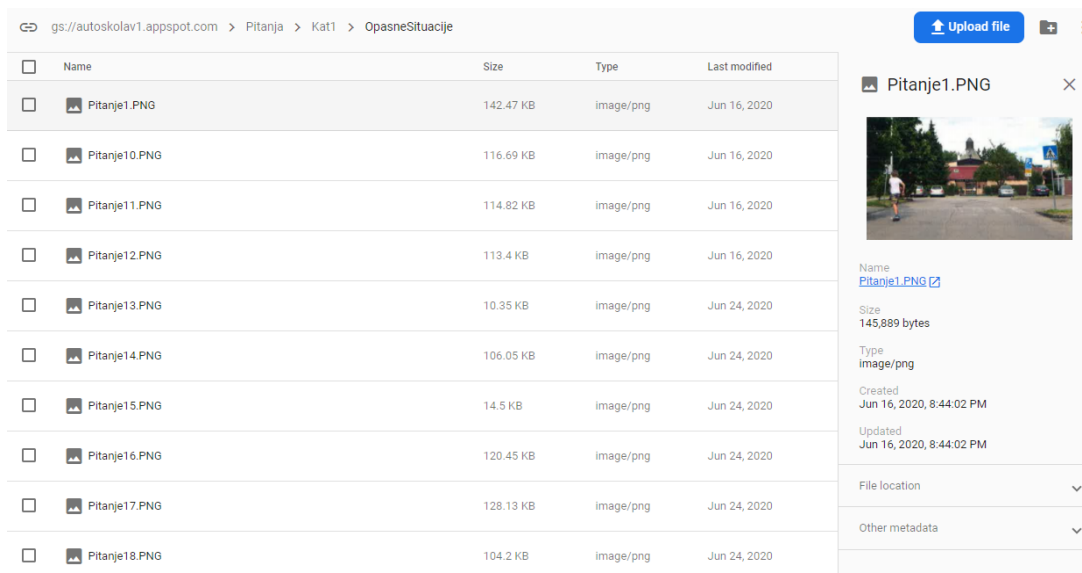 gs://autoskolav1.appspot.com > Pitanja > Kat1 > OpasneSituacije
Upload file
Name Size Type Last modified
Pitanje1.PNG 142.47 KB image/png Jun 16, 2020
Pitanje10.PNG 116.69 KB image/png Jun 16, 2020
Pitanje11.PNG 114.82 KB image/png Jun 16, 2020
Pitanje12.PNG 113.4 KB image/png Jun 16, 2020
Pitanje13.PNG 10.35 KB image/png Jun 24, 2020
Pitanje14.PNG 106.05 KB image/png Jun 24, 2020
Pitanje15.PNG 14.5 KB image/png Jun 24, 2020
Pitanje16.PNG 120.45 KB image/png Jun 24, 2020
Pitanje17.PNG 128.13 KB image/png Jun 24, 2020
Pitanje18.PNG 104.2 KB image/png Jun 24, 2020
Pitanje1.PNG
Name
Pitanje1.PNG
Size
145,889 bytes
Type
image/png
Created
Jun 16, 2020, 8:44:02 PM
Updated
Jun 16, 2020, 8:44:02 PM
File location
Other metadata